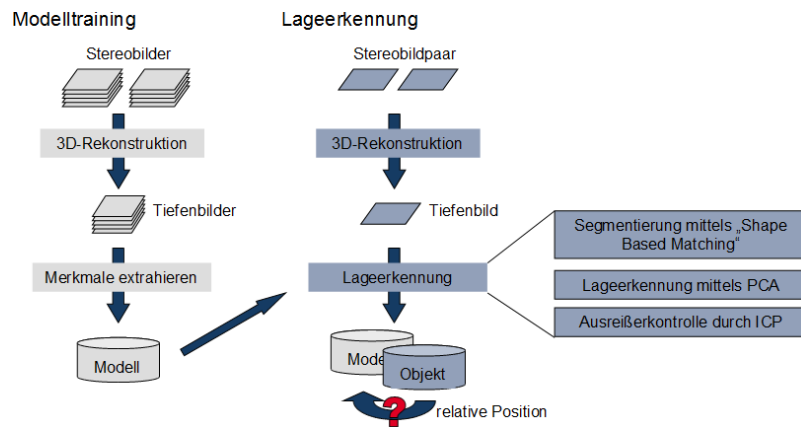 Modelltraining
Stereobilder
3D-Rekonstruktion
Tiefenbilder
Merkmale extrahieren
Modell
Lageerkennung
Stereobildpaar
3D-Rekonstruktion
Tiefenbild
Lageerkennung
Segmentierung mittels „Shape
Based Matching“
Lageerkennung mittels PCA
Ausreißerkontrolle durch ICP
Model
Objekt
?
relative Position